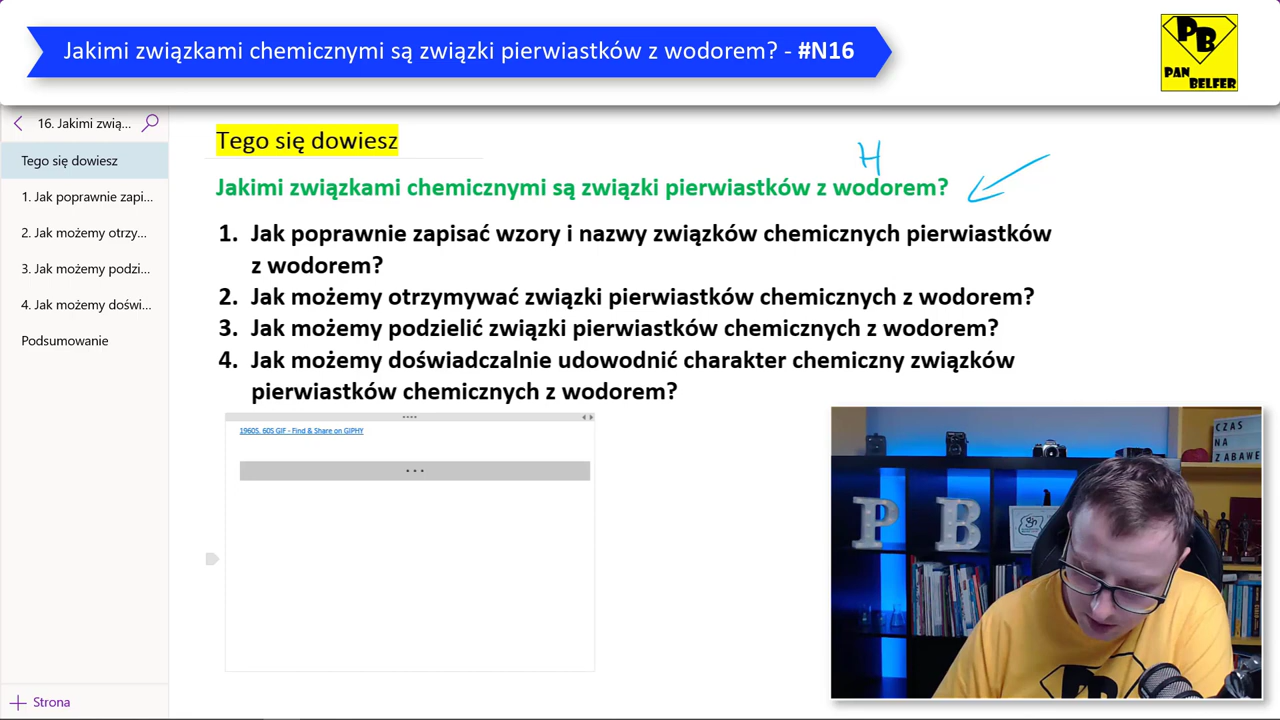 Jakimi związkami chemicznymi są związki pierwiastków z wodorem? - #N16
PB
PAN
BELFER
16. Jakimi zwią...
Tego się dowiesz
1. Jak poprawnie zapi...
2. Jak możemy otrzy...
3. Jak możemy podzi...
4. Jak możemy doświ...
Podsumowanie
Strona
Tego się dowiesz
H
Jakimi związkami chemicznymi są związki pierwiastków z wodorem?
1. Jak poprawnie zapisać wzory i nazwy związków chemicznych pierwiastków
z wodorem?
2. Jak możemy otrzymywać związki pierwiastków chemicznych z wodorem?
3. Jak możemy podzielić związki pierwiastków chemicznych z wodorem?
4. Jak możemy doświadczalnie udowodnić charakter chemiczny związków
pierwiastków chemicznych z wodorem?
1960S. 60S GIF - Find & Share on GIPHY
CZAS
NA
ZABAWE
P B
PAN